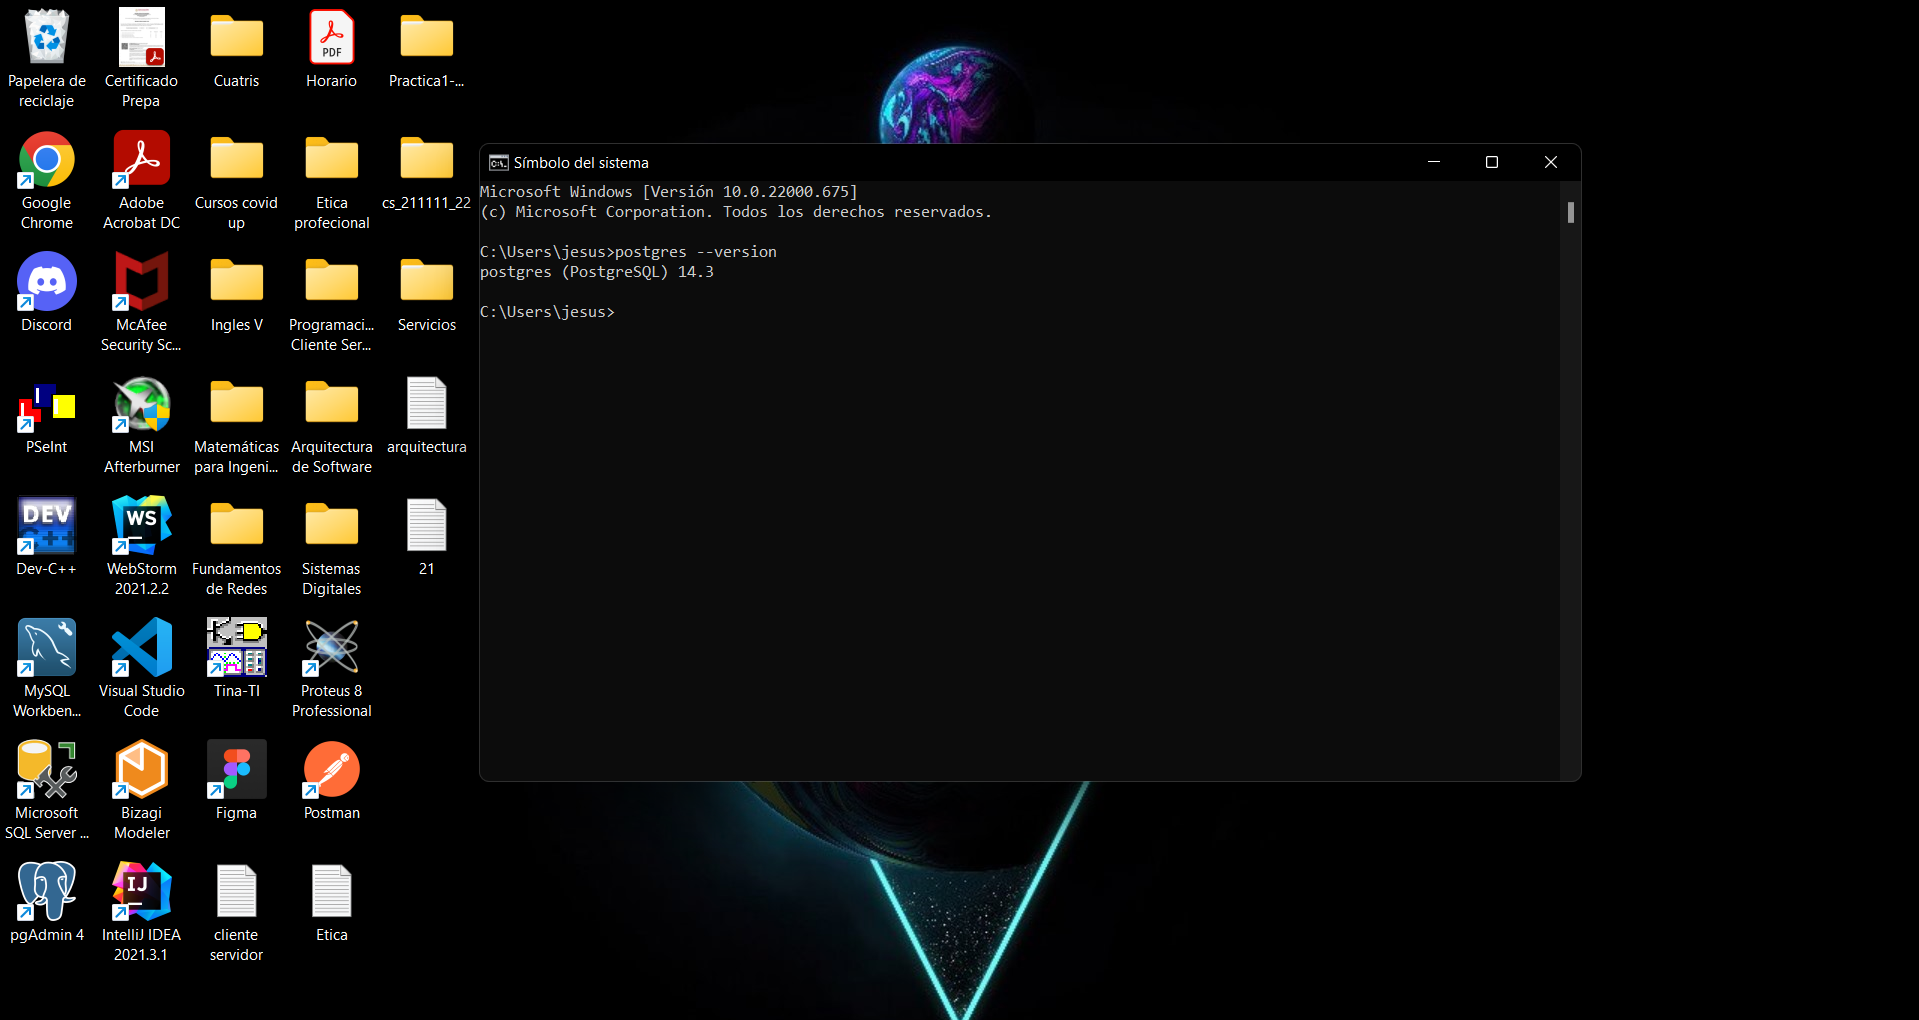 Papelera de
reciclaje
Certificado
Prepa
Cuatris
PDF
Horario
Practica1-...
Google
Chrome
Adobe
Acrobat DC
Cursos covid
up
Etica
profecional
cs_211111_22
Discord
McAfee
Security Sc...
Ingles V
Programaci...
Cliente Ser...
Servicios
PSeInt
MSI
Afterburner
Matemáticas
para Ingeni...
Arquitectura
de Software
arquitectura
DEV
C++
Dev-C++
WS
WebStorm
2021.2.2
Fundamentos
de Redes
Sistemas
Digitales
21
MySQL
Workben...
Visual Studio
Code
Tina-TI
Proteus 8
Professional
Microsoft
SQL Server ...
Bizagi
Modeler
Figma
Postman
pgAdmin 4
IJ
IntelliJ IDEA
2021.3.1
cliente
servidor
Etica
C:\. Símbolo del sistema
Microsoft Windows [Versión 10.0.22000.675]
(c) Microsoft Corporation. Todos los derechos reservados.
C:\Users\jesus>postgres --version
postgres (PostgreSQL) 14.3
C:\Users\jesus>